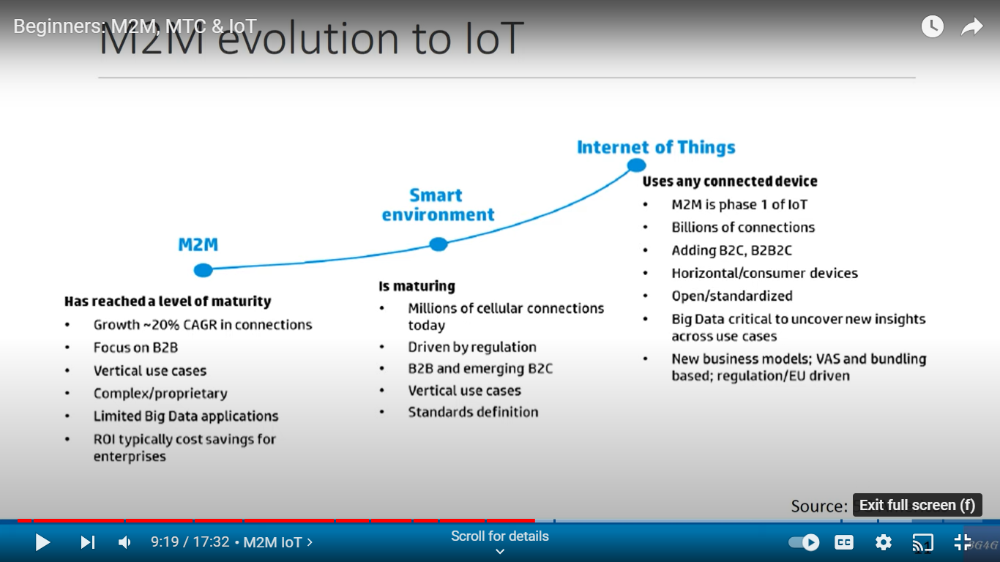 Beginners: M2M, MTC & IoT
M2M evolution to IoT
Internet of Things
Uses any connected device
• M2M is phase 1 of IoT
• Billions of connections
• Adding B2C, B2B2C
• Horizontal/consumer devices
• Open/standardized
• Big Data critical to uncover new insights
across use cases
• New business models; VAS and bundling
based; regulation/EU driven
Smart
environment
Is maturing
• Millions of cellular connections
today
• Driven by regulation
• B2B and emerging B2C
• Vertical use cases
• Standards definition
M2M
Has reached a level of maturity
• Growth ~20% CAGR in connections
• Focus on B2B
• Vertical use cases
• Complex/proprietary
• Limited Big Data applications
• ROI typically cost savings for
enterprises
Source:
Exit full screen (f)
9:19 / 17:32 • M2M IoT >
Scroll for details
CC
3G4G